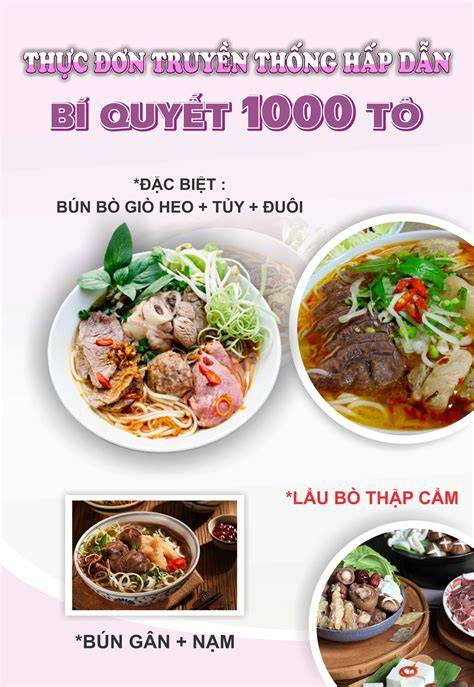 THỰC ĐƠN TRUYỀN THỐNG HẤP DẪN
BÍ QUYẾT 1000 TÔ
*ĐẶC BIỆT :
BÚN BÒ GIÒ HEO + TỦY + ĐUÔI
*LẨU BÒ THẬP CẨM
*BÚN GÂN + NẠM